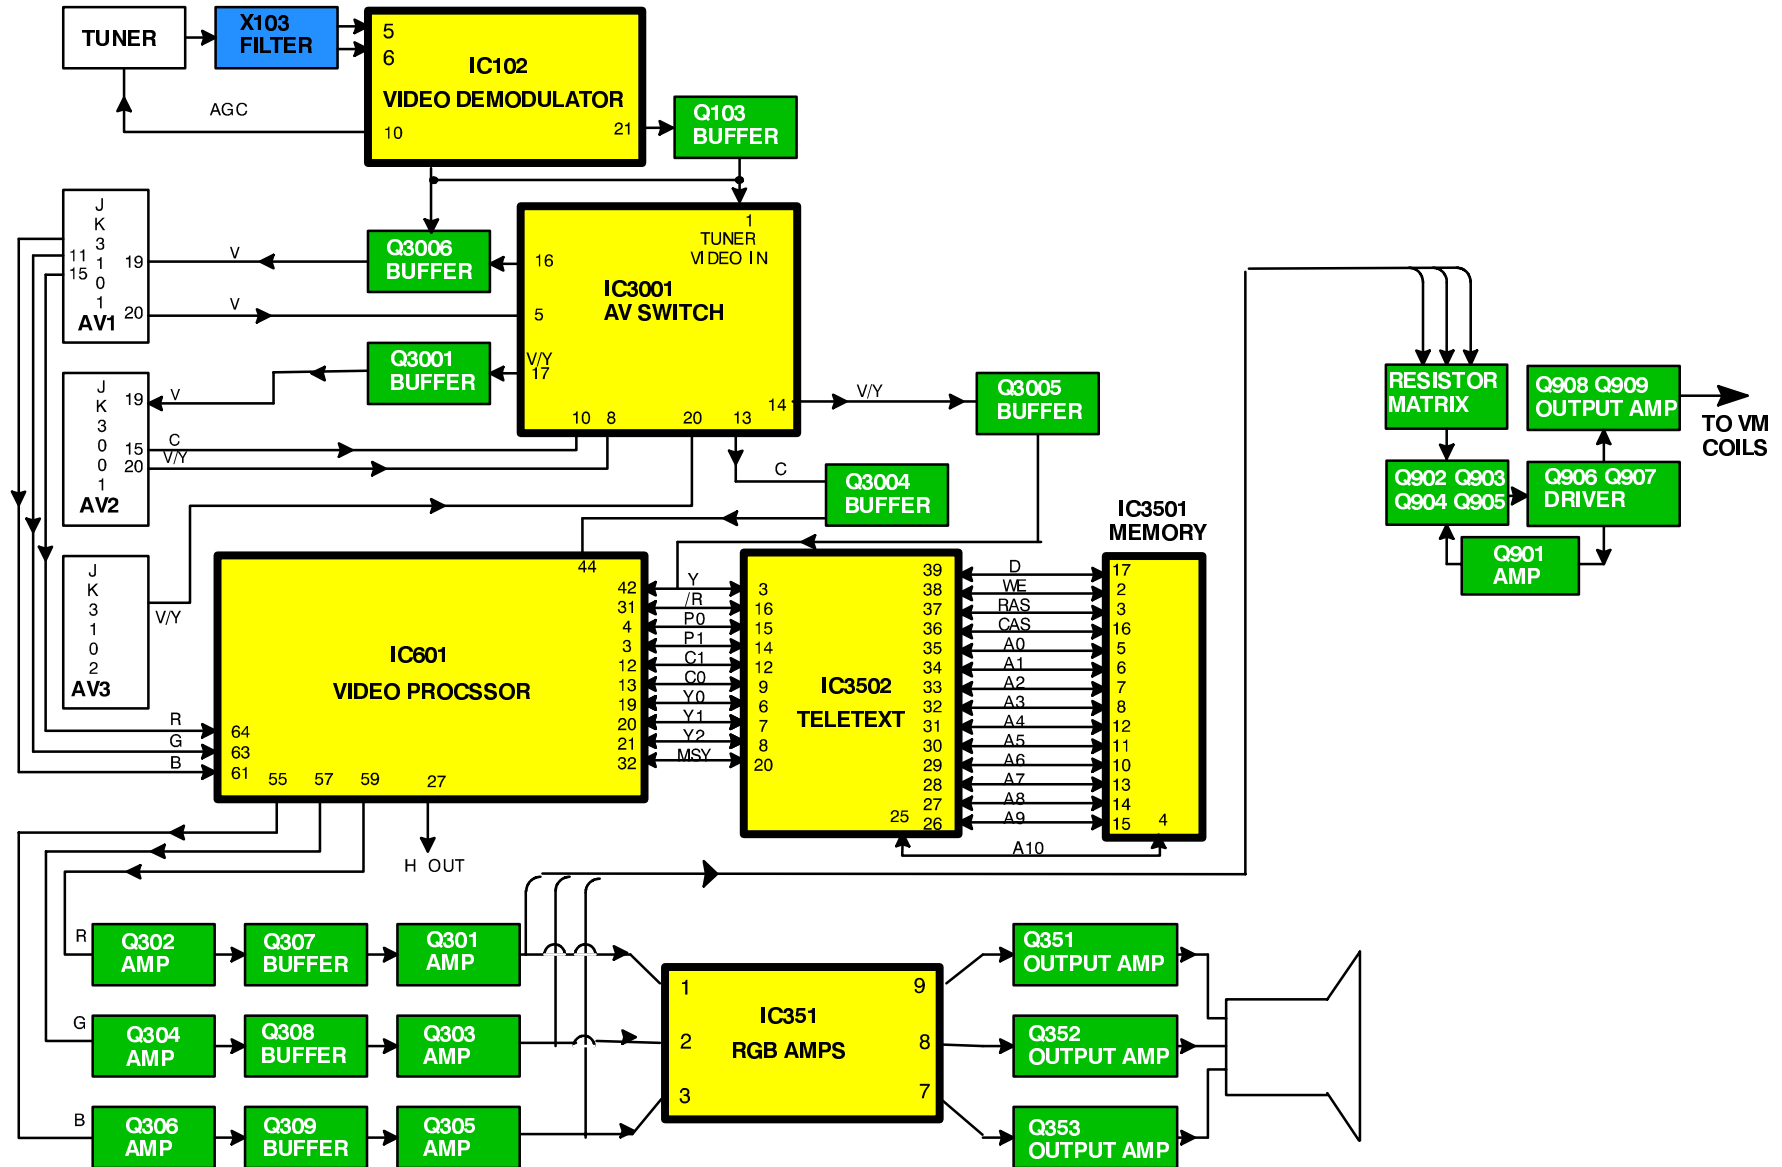 TUNER
X103
FILTER
5
6
IC102
VIDEO DEMODULATOR
10
21
AGC
Q103
BUFFER
J
K
3
1
0
1
11
15
19
20
AV1
V
V
Q3006
BUFFER
16
5
1
TUNER
VIDEO IN
IC3001
AV SWITCH
V/Y
17
10
8
20
13
14
Q3001
BUFFER
V
J
K
3
0
0
1
19
15
20
AV2
C
V/Y
V/Y
Q3005
BUFFER
C
Q3004
BUFFER
J
K
3
1
0
2
AV3
V/Y
R
G
B
IC601
VIDEO PROCSSOR
44
42
31
4
3
12
13
19
20
21
32
64
63
61
55
57
59
27
H OUT
Y
/R
P0
P1
C1
C0
Y0
Y1
Y2
MSY
IC3502
TELETEXT
3
16
15
14
12
9
6
7
8
20
39
38
37
36
35
34
33
32
31
30
29
28
27
26
25
D
WE
RAS
CAS
A0
A1
A2
A3
A4
A5
A6
A7
A8
A9
A10
IC3501
MEMORY
17
2
3
16
5
6
7
8
12
11
10
13
14
15
4
RESISTOR
MATRIX
Q908 Q909
OUTPUT AMP
TO VM
COILS
Q902 Q903
Q904 Q905
Q906 Q907
DRIVER
Q901
AMP
R
Q302
AMP
Q307
BUFFER
Q301
AMP
G
Q304
AMP
Q308
BUFFER
Q303
AMP
B
Q306
AMP
Q309
BUFFER
Q305
AMP
1
2
3
IC351
RGB AMPS
9
8
7
Q351
OUTPUT AMP
Q352
OUTPUT AMP
Q353
OUTPUT AMP